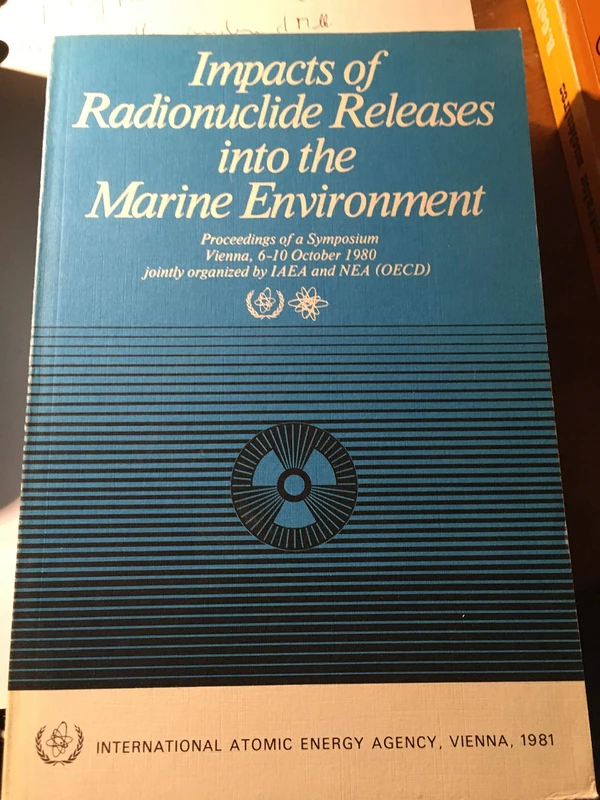 Impacts of
Radionuclide Releases
into the
Marine Environment
Proceedings of a Symposium
Vienna, 6-10 October 1980
jointly organized by IAEA and NEA (OECD)
INTERNATIONAL ATOMIC ENERGY AGENCY, VIENNA, 1981